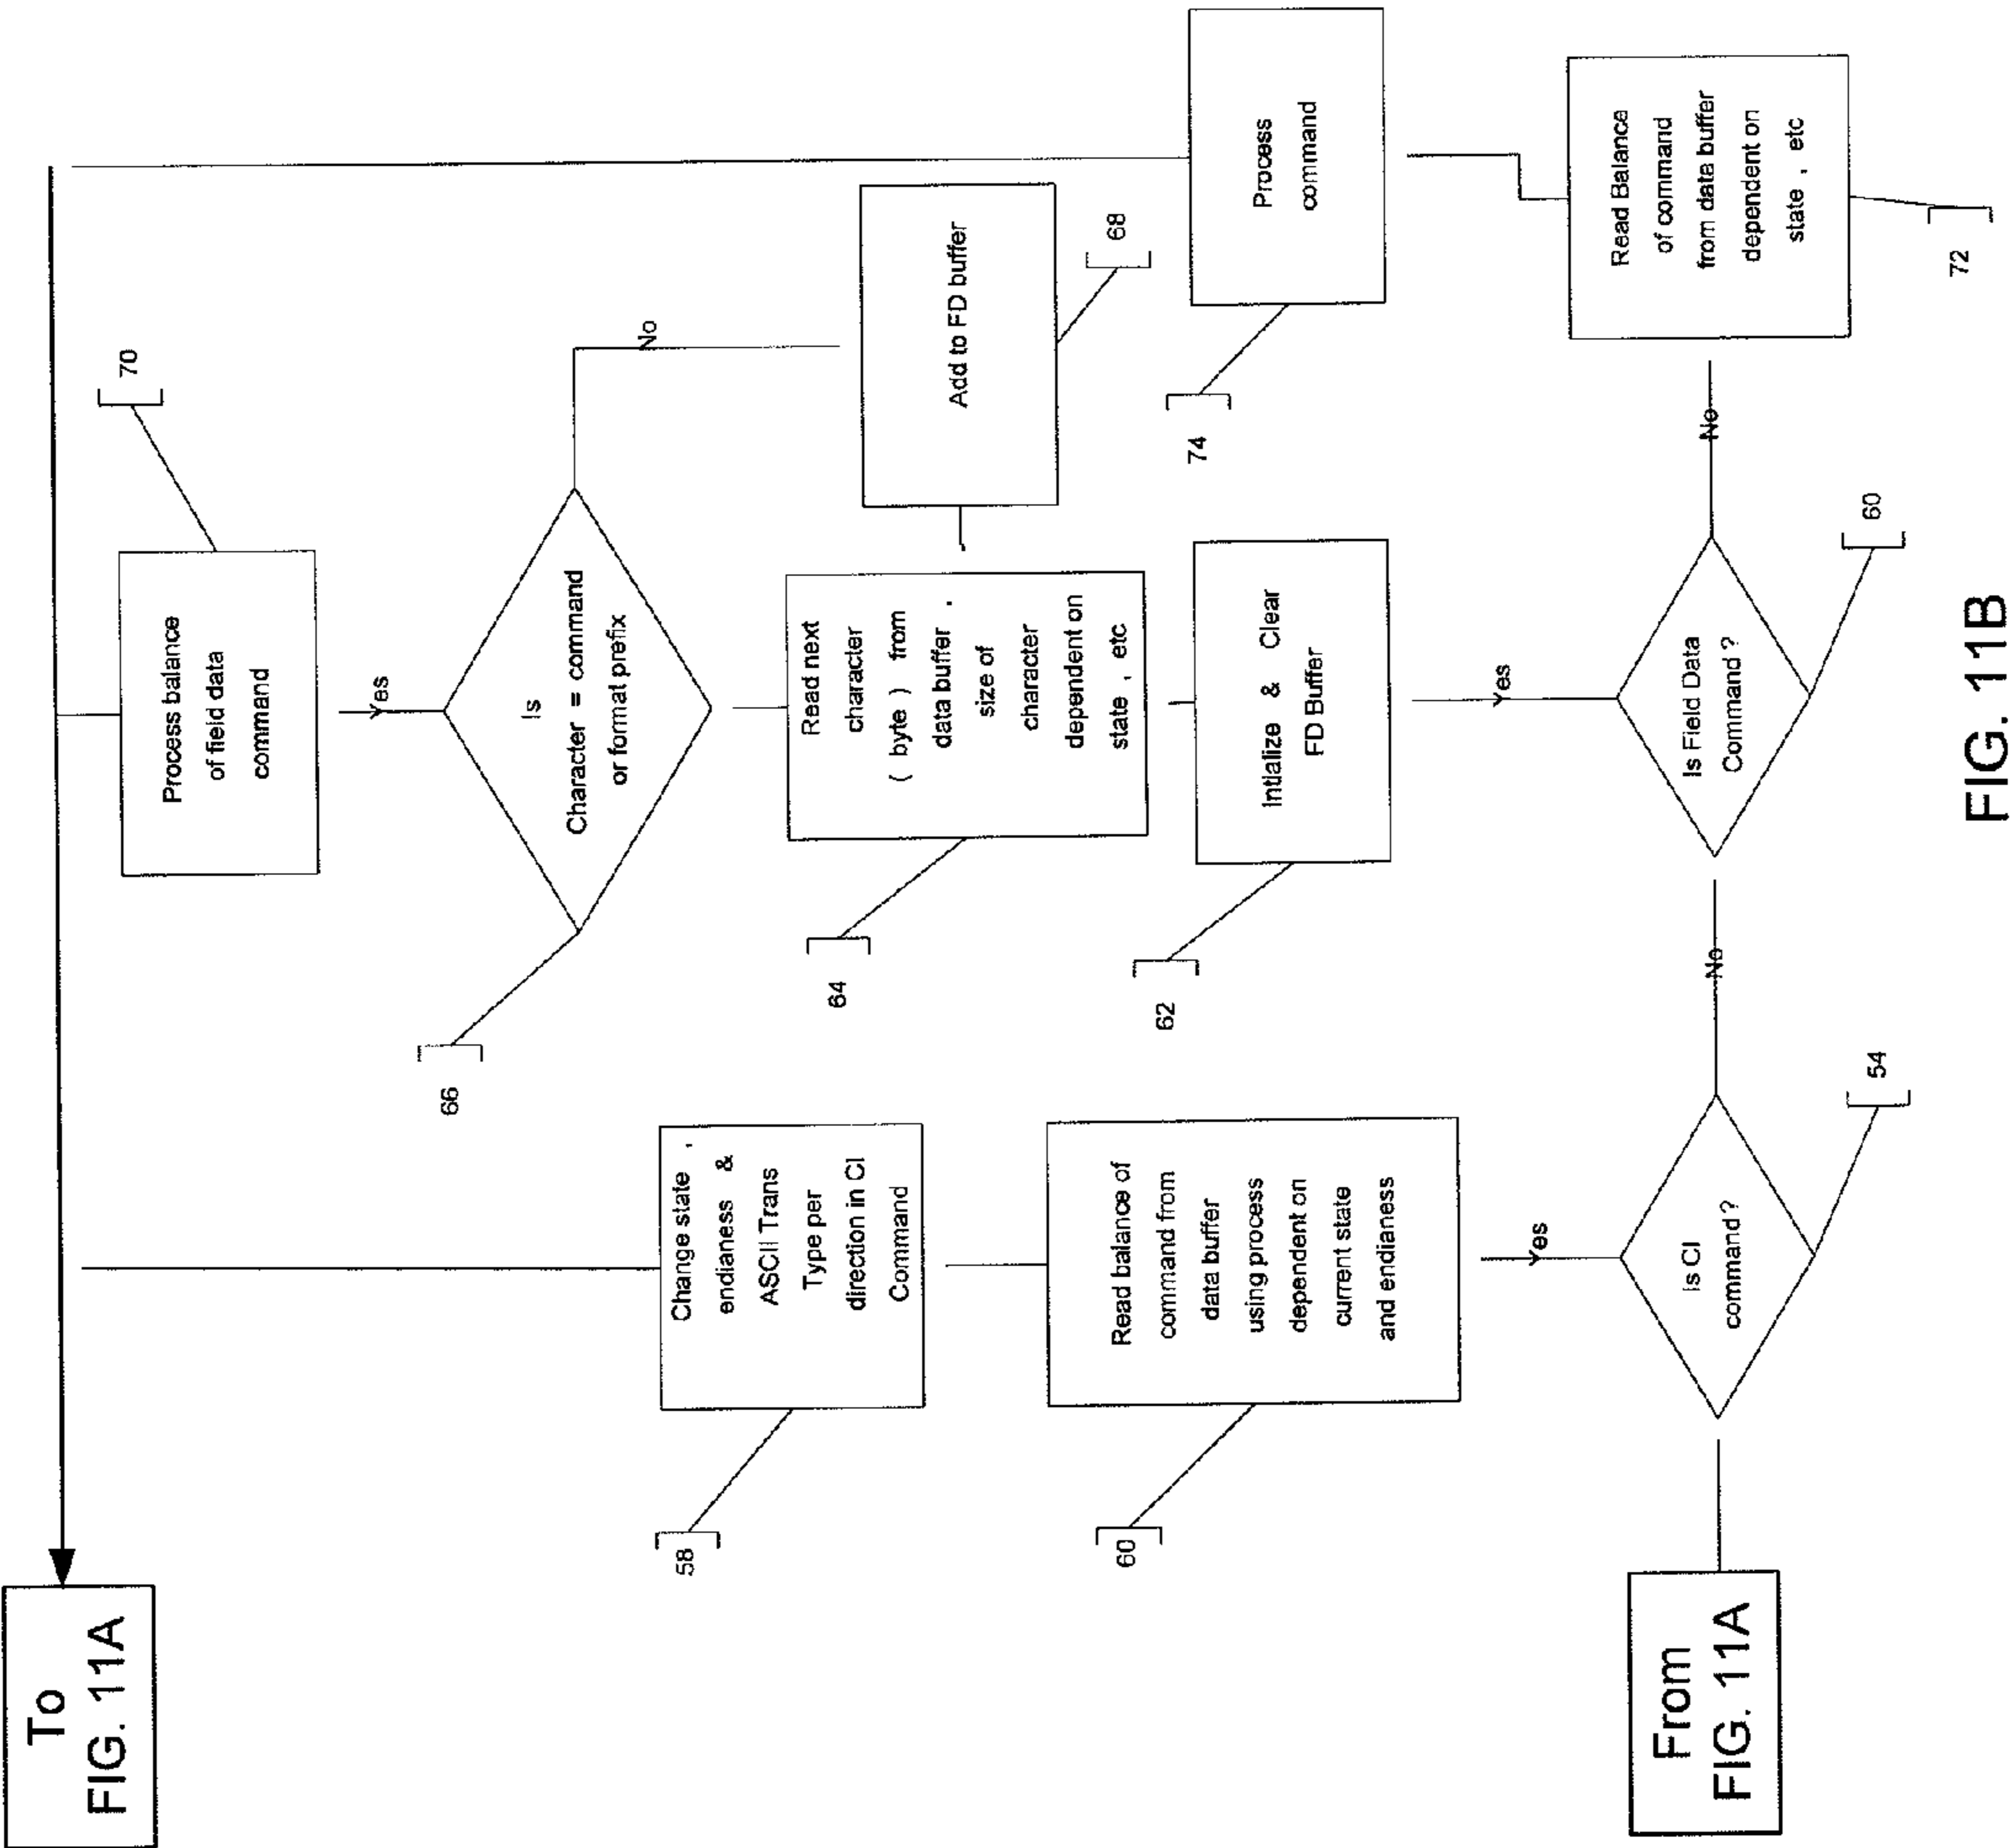 To
FIG. 11A
Process balance
of field data
command
70
Yes
Is
Character = command
or format prefix
66
No
Add to FD buffer
68
Read next
character
( byte ) from
data buffer .
size of
character
dependent on
state , etc
64
Intialize & Clear
FD Buffer
62
Yes
Change state ,
endianess &
ASCII Trans
Type per
direction in CI
Command
58
Read balance of
command from
data buffer
using process
dependent on
current state
and endianess
60
Yes
Process
command
74
Read Balance
of command
from data buffer
dependent on
state , etc
72
From
FIG. 11A
Is CI
command ?
54
No
Is Field Data
Command ?
60
No
FIG. 11B